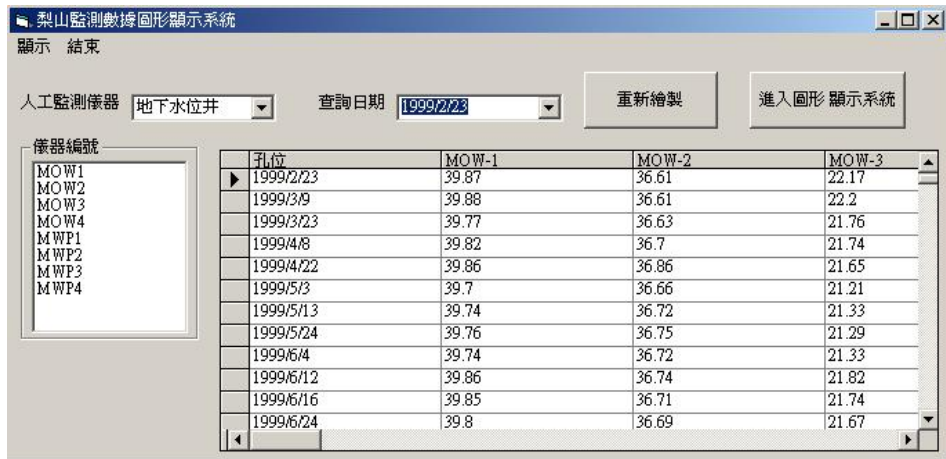 梨山監測數據圖形顯示系統
顯示 結束
人工監測儀器 地下水位井 查詢日期 1999/2/23 重新繪製 進入圖形顯示系統
儀器編號
MOW1
MOW2
MOW3
MOW4
MWP1
MWP2
MWP3
MWP4
孔位 MOW-1 MOW-2 MOW-3
1999/2/23 39.87 36.61 22.17
1999/3/9 39.88 36.61 22.2
1999/3/23 39.77 36.63 21.76
1999/4/8 39.82 36.7 21.74
1999/4/22 39.86 36.86 21.65
1999/5/3 39.7 36.66 21.21
1999/5/13 39.74 36.72 21.33
1999/5/24 39.76 36.75 21.29
1999/6/4 39.74 36.72 21.33
1999/6/12 39.86 36.74 21.82
1999/6/16 39.85 36.71 21.74
1999/6/24 39.8 36.69 21.67